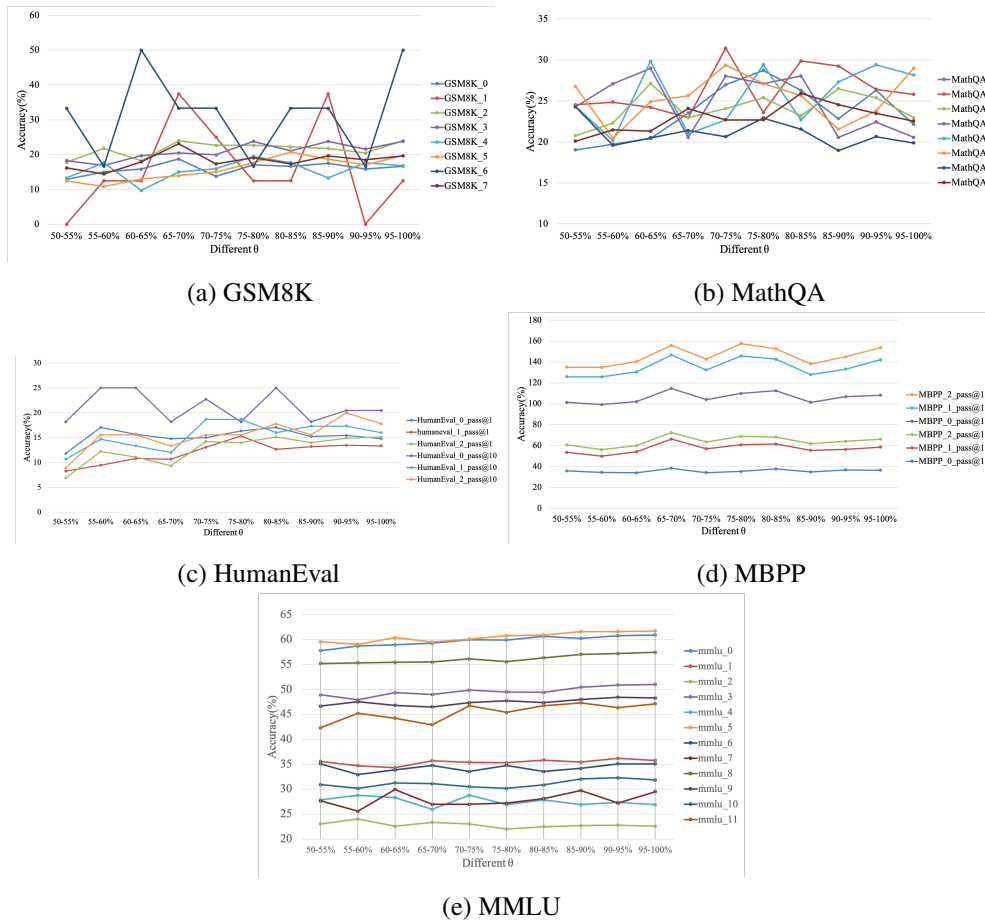 60
50
40
30
20
10
0
Accuracy(%)
50-55% 55-60% 60-65% 65-70% 70-75% 75-80% 80-85% 85-90% 90-95% 95-100%
Different θ
GSM8K_0
GSM8K_1
GSM8K_2
GSM8K_3
GSM8K_4
GSM8K_5
GSM8K_6
GSM8K_7
(a) GSM8K
35
30
25
20
15
10
Accuracy(%)
50-55% 55-60% 60-65% 65-70% 70-75% 75-80% 80-85% 85-90% 90-95% 95-100%
Different θ
MathQA
MathQA
MathQA
MathQA
MathQA
MathQA
MathQA
MathQA
(b) MathQA
30
25
20
15
10
5
0
Accuracy(%)
50-55% 55-60% 60-65% 65-70% 70-75% 75-80% 80-85% 85-90% 90-95% 95-100%
Different θ
HumanEval_0_pass@1
Humaneval_1_pass@1
HumanEval_2_pass@1
HumanEval_0_pass@10
HumanEval_1_pass@10
HumanEval_2_pass@10
(c) HumanEval
180
160
140
120
100
80
60
40
20
0
Accuracy(%)
50-55% 55-60% 60-65% 65-70% 70-75% 75-80% 80-85% 85-90% 90-95% 95-100%
Different θ
MBPP_2_pass@1
MBPP_1_pass@1
MBPP_0_pass@1
MBPP_2_pass@1
MBPP_1_pass@1
MBPP_0_pass@1
(d) MBPP
65
60
55
50
45
40
35
30
25
20
Accuracy(%)
50-55% 55-60% 60-65% 65-70% 70-75% 75-80% 80-85% 85-90% 90-95% 95-100%
Different θ
mmlu_0
mmlu_1
mmlu_2
mmlu_3
mmlu_4
mmlu_5
mmlu_6
mmlu_7
mmlu_8
mmlu_9
mmlu_10
mmlu_11
(e) MMLU